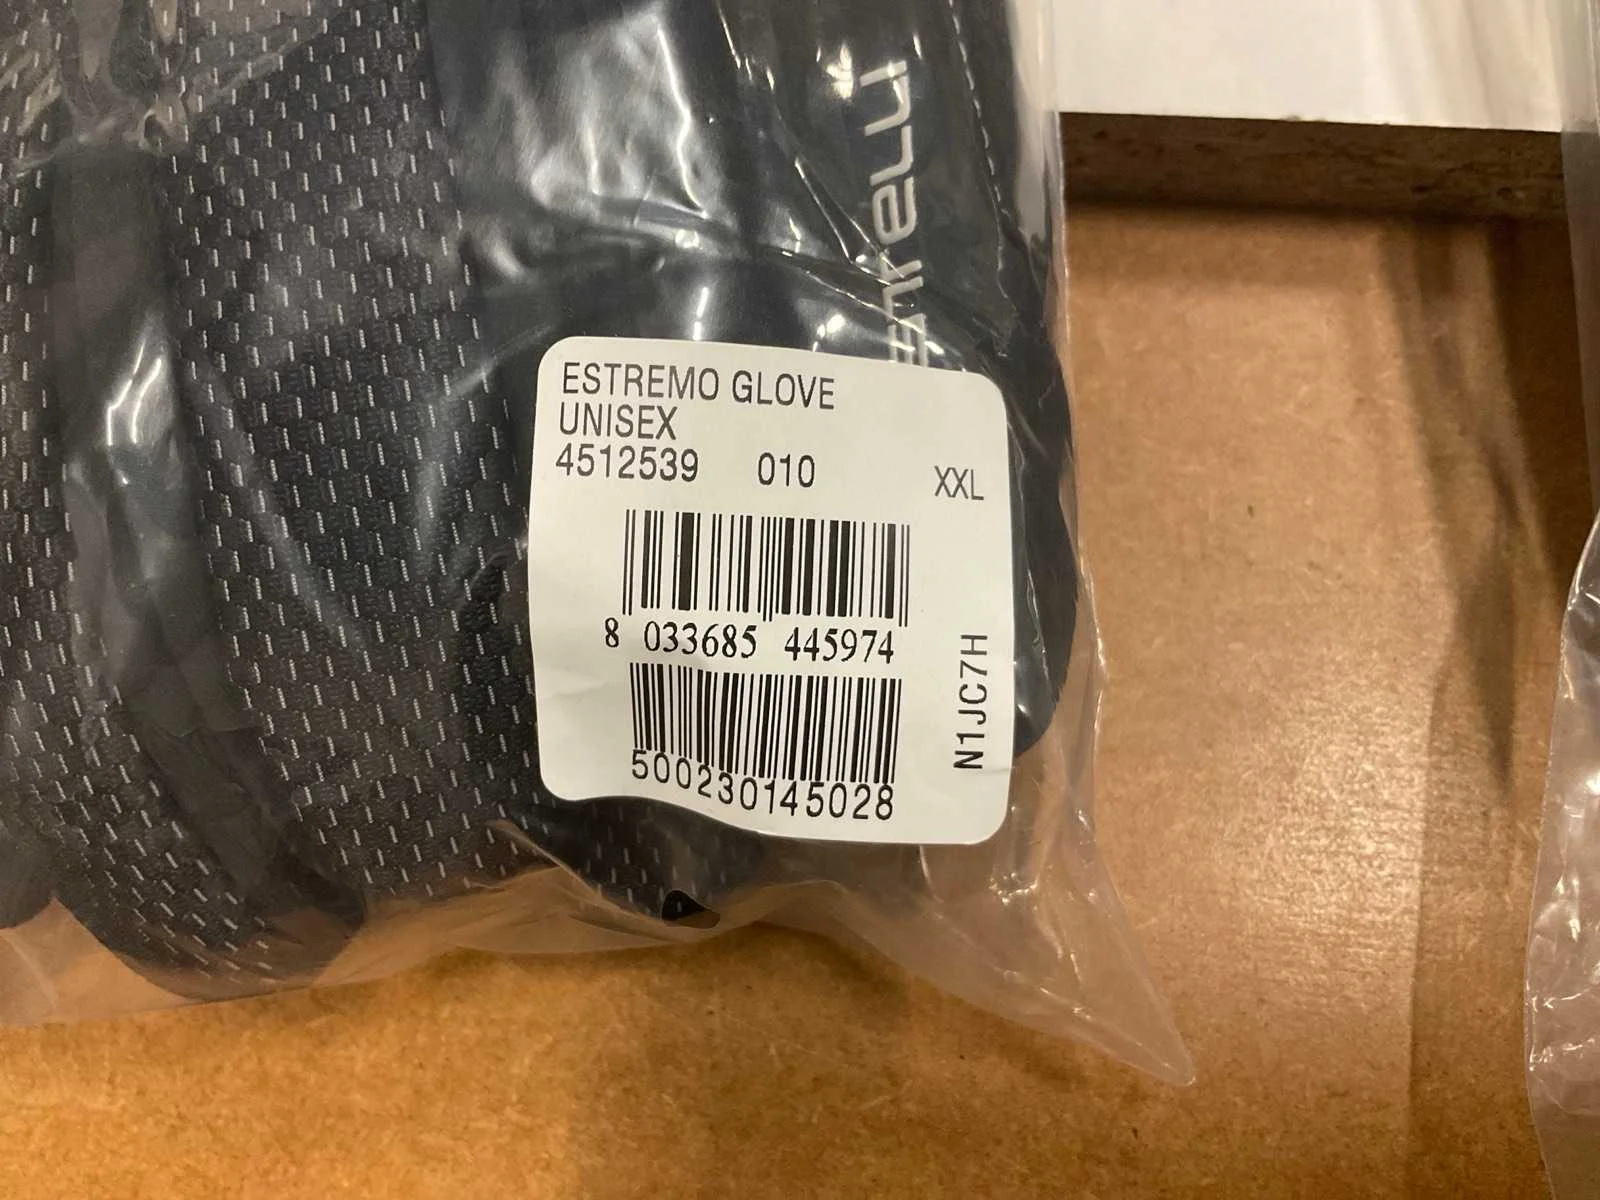 ESTREMO GLOVE
UNISEX
4512539 010 XXL
8 033685 445974
500230145028
N1JC7H